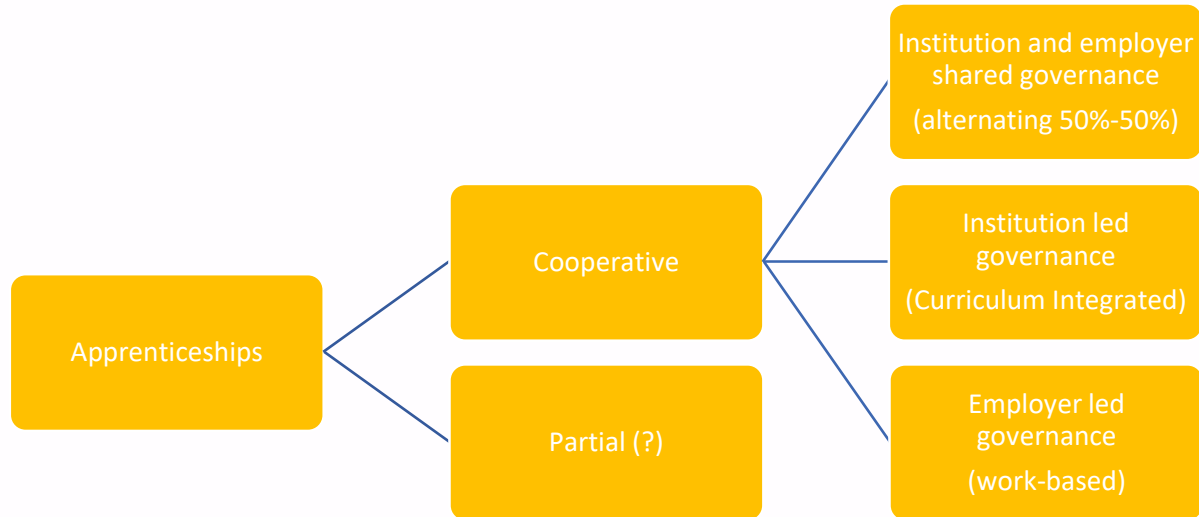 Apprenticeships
Cooperative
Partial (?)
Institution and employer
shared governance
(alternating 50%-50%)
Institution led
governance
(Curriculum Integrated)
Employer led
governance
(work-based)